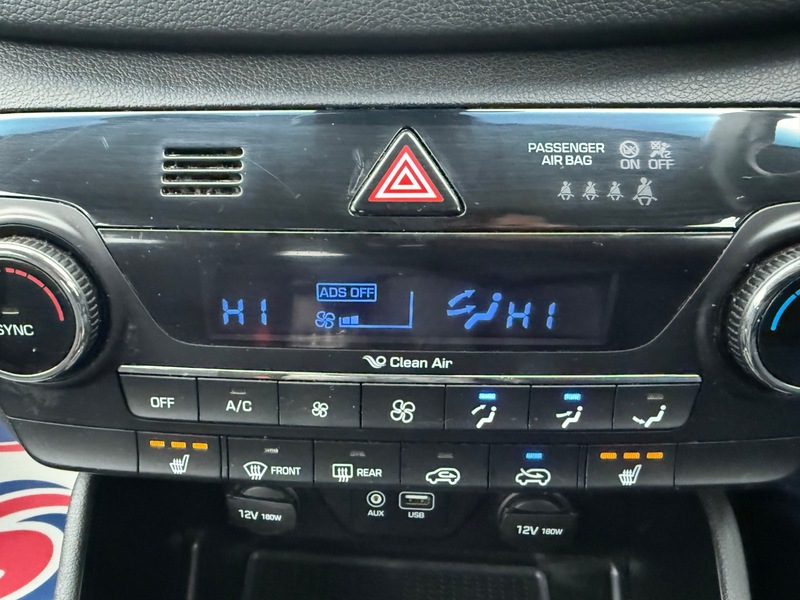 PASSENGER
AIR BAG
ON OFF
ADS OFF
HI
HI
SYNC
Clean Air
OFF
A/C
FRONT
REAR
12V 180W
AUX
USB
12V 180W